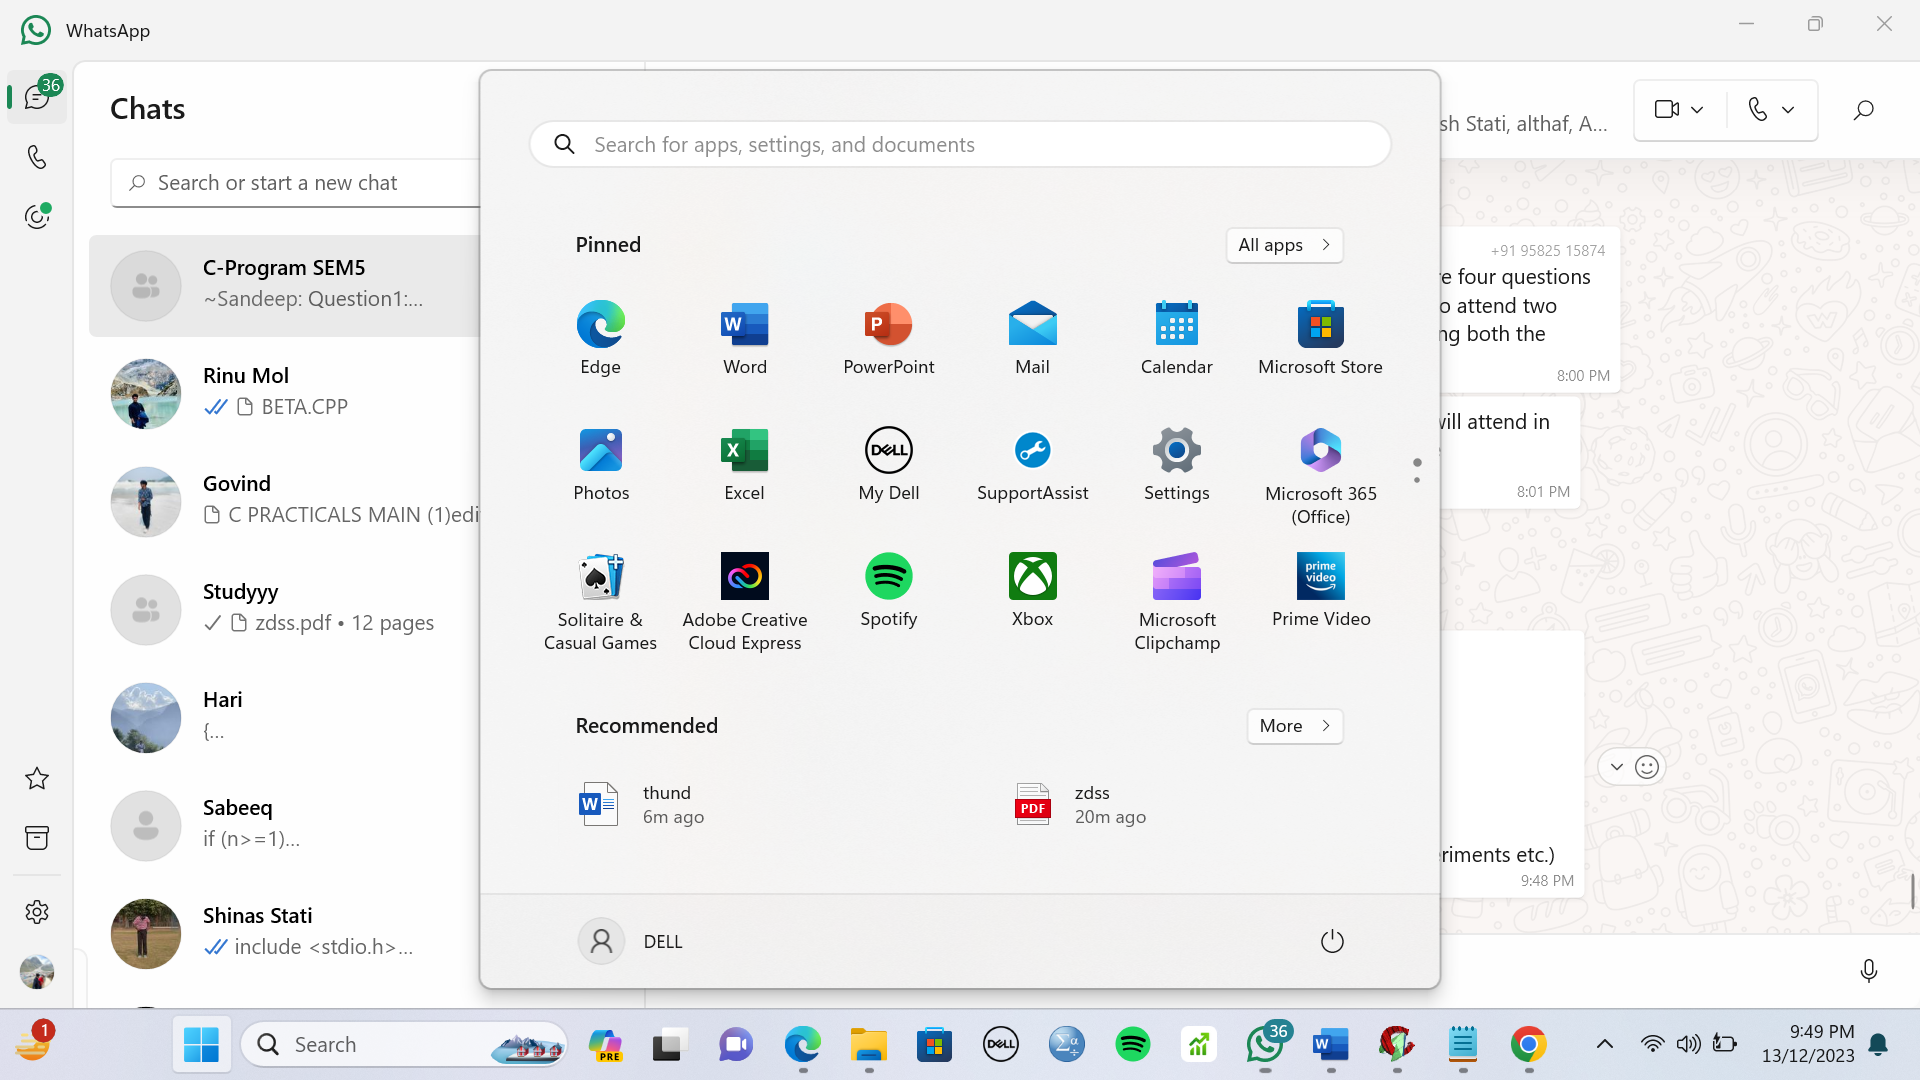 WhatsApp
36
Chats
Search or start a new chat
C-Program SEM5
~Sandeep: Question1:...
Rinu Mol
BETA.CPP
Govind
C PRACTICALS MAIN (1)edi
Studyyy
zdss.pdf • 12 pages
Hari
{...
Sabeeq
if (n>=1)...
Shinas Stati
include <stdio.h>...
Search for apps, settings, and documents
Pinned
All apps
Edge
Word
PowerPoint
Mail
Calendar
Microsoft Store
Photos
Excel
DELL
My Dell
SupportAssist
Settings
Microsoft 365
(Office)
Solitaire &
Casual Games
Adobe Creative
Cloud Express
Spotify
Xbox
Microsoft
Clipchamp
prime
video
Prime Video
Recommended
More
thund
6m ago
PDF
zdss
20m ago
DELL
sh Stati, althaf, A...
+91 95825 15874
e four questions
o attend two
ng both the
8:00 PM
will attend in
8:01 PM
riments etc.)
9:48 PM
1
Search
PRE
DELL
36
9:49 PM
13/12/2023